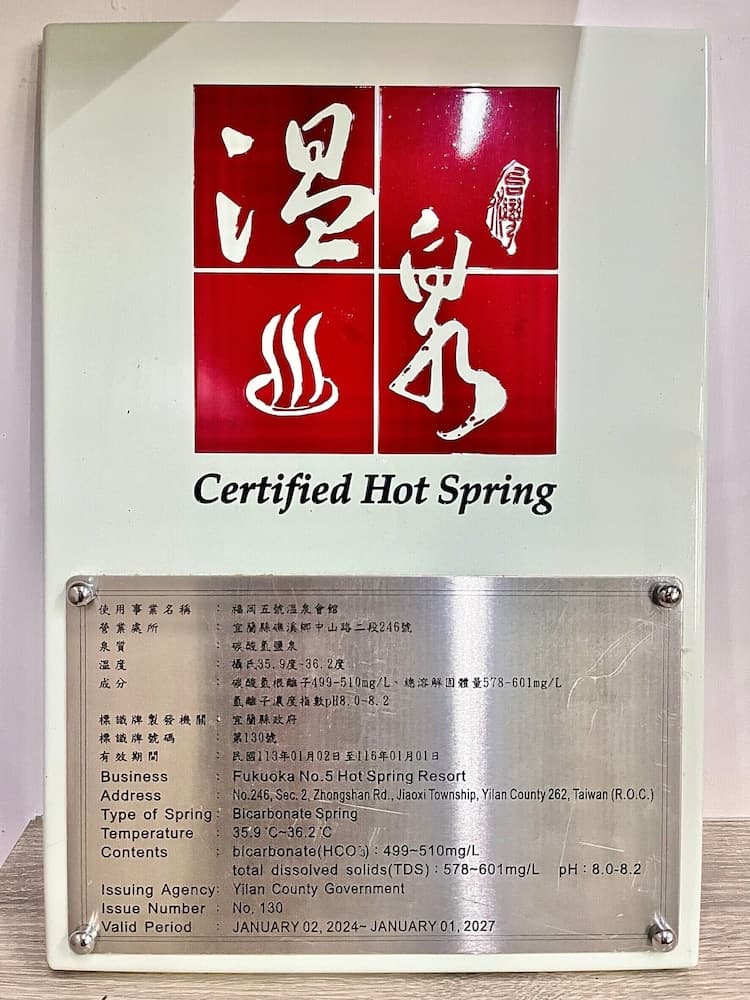 溫泉
台灣
Certified Hot Spring
使用事業名稱 : 福岡五號溫泉會館
營業處所 : 宜蘭縣礁溪鄉中山路二段246號
泉質 : 碳酸氫鹽泉
溫度 : 攝氏35.9度~36.2度
成分 : 碳酸氫根離子499~510mg/L、總溶解固體量578~601mg/L
氫離子濃度指數pH8.0-8.2
標識牌製發機關 : 宜蘭縣政府
標識牌號碼 : 第130號
有效期間 : 民國113年01月02日至116年01月01日
Business : Fukuoka No.5 Hot Spring Resort
Address : No.246, Sec. 2, Zhongshan Rd., Jiaoxi Township, Yilan County 262, Taiwan (R.O.C.)
Type of Spring : Bicarbonate Spring
Temperature : 35.9 ℃~36.2 ℃
Contents : bicarbonate(HCO₃⁻) : 499~510mg/L
total dissolved solids(TDS) : 578~601mg/L pH : 8.0-8.2
Issuing Agency: Yilan County Government
Issue Number : No. 130
Valid Period : JANUARY 02, 2024~ JANUARY 01, 2027